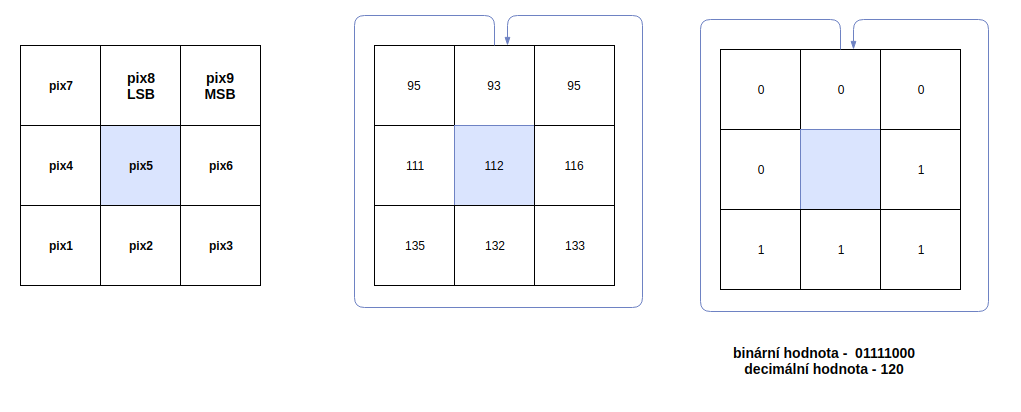 pix7 pix8 LSB pix9 MSB
pix4 pix5 pix6
pix1 pix2 pix3
95 93 95
111 112 116
135 132 133
0 0 0
0 1
1 1 1
binární hodnota - 01111000
decimální hodnota - 120